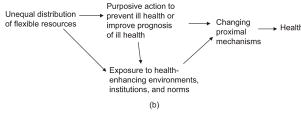 Unequal distribution
of flexible resources
Purposive action to
prevent ill health or
improve prognosis
of ill health
Changing
proximal
mechanisms
Health
Exposure to health-
enhancing environments,
institutions, and norms
(b)